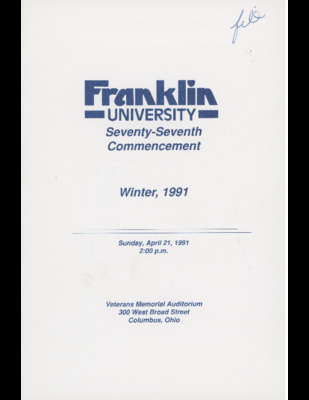 file
Franklin
UNIVERSITY
Seventy-Seventh
Commencement
Winter, 1991
Sunday, April 21, 1991
2:00 p.m.
Veterans Memorial Auditorium
300 West Broad Street
Columbus, Ohio